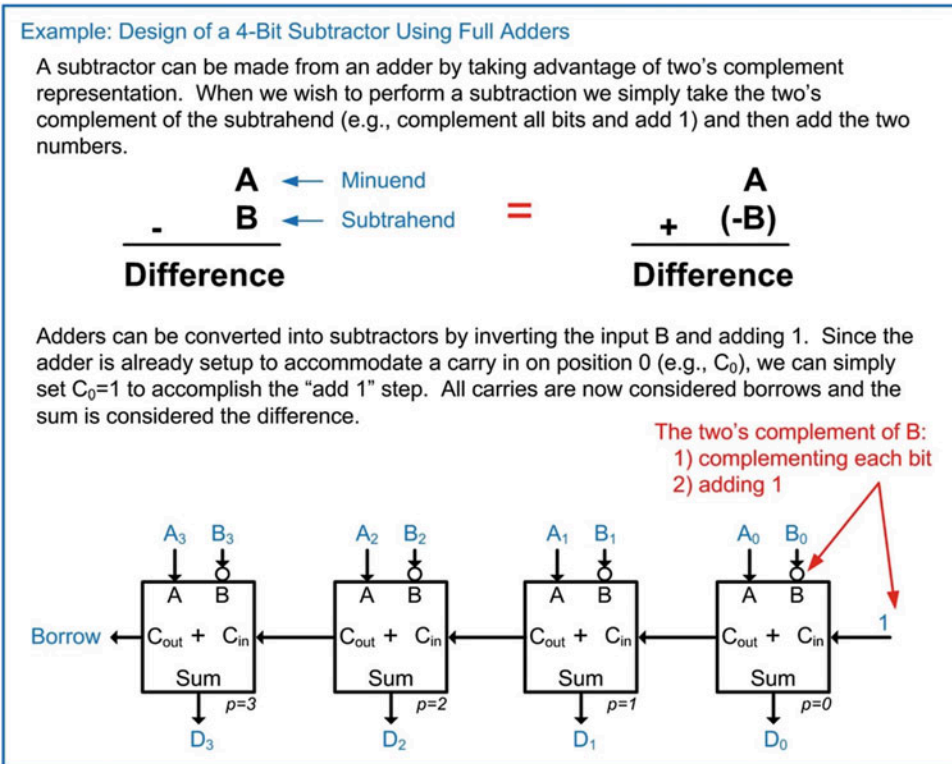 Example: Design of a 4-Bit Subtractor Using Full Adders
A subtractor can be made from an adder by taking advantage of two's complement
representation. When we wish to perform a subtraction we simply take the two's
complement of the subtrahend (e.g., complement all bits and add 1) and then add the two
numbers.
A ← Minuend = A
- B ← Subtrahend + (-B)
Difference Difference
Adders can be converted into subtractors by inverting the input B and adding 1. Since the
adder is already setup to accommodate a carry in on position 0 (e.g., C₀), we can simply
set C₀=1 to accomplish the “add 1” step. All carries are now considered borrows and the
sum is considered the difference.
The two's complement of B:
1) complementing each bit
2) adding 1
A₃ B₃ A₂ B₂ A₁ B₁ A₀ B₀
A B A B A B A B
Borrow Cout + Cin Cout + Cin Cout + Cin Cout + Cin 1
Sum Sum Sum Sum
p=3 p=2 p=1 p=0
D₃ D₂ D₁ D₀